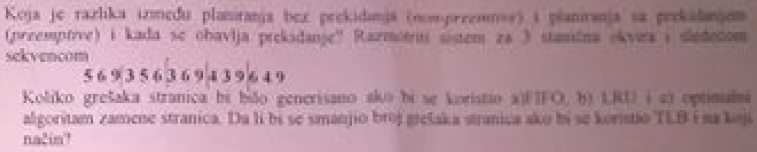 Koja je razlika između planiranja bez prekidanja (non-preemtive) i planiranja sa prekidanjem
(preemptive) i kada se obavlja prekidanje? Razmotriti sistem za 3 stranična okvira i sledećom
sekvencom
5 6 9 3 5 6 3 6 9 4 3 9 6 4 9
Koliko grešaka stranica bi bilo generisano ako bi se koristio a)FIFO, b) LRU i c) optimalni
algoritam zamene stranica. Da li bi se smanjio broj grešaka stranica ako bi se koristio TLB i na koji
način?